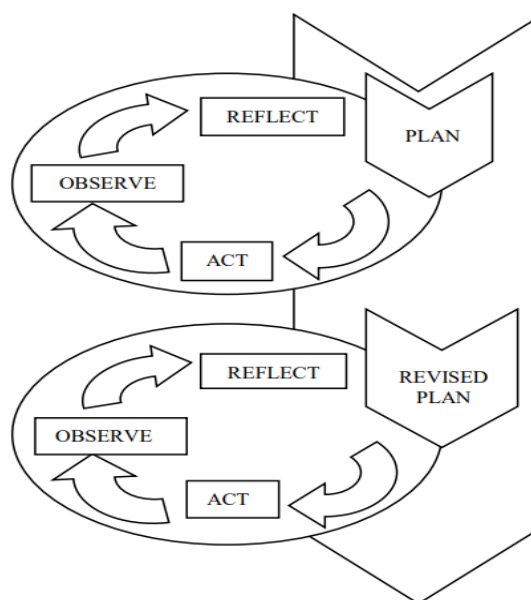 REFLECT
PLAN
OBSERVE
ACT
REFLECT
REVISED
PLAN
OBSERVE
ACT